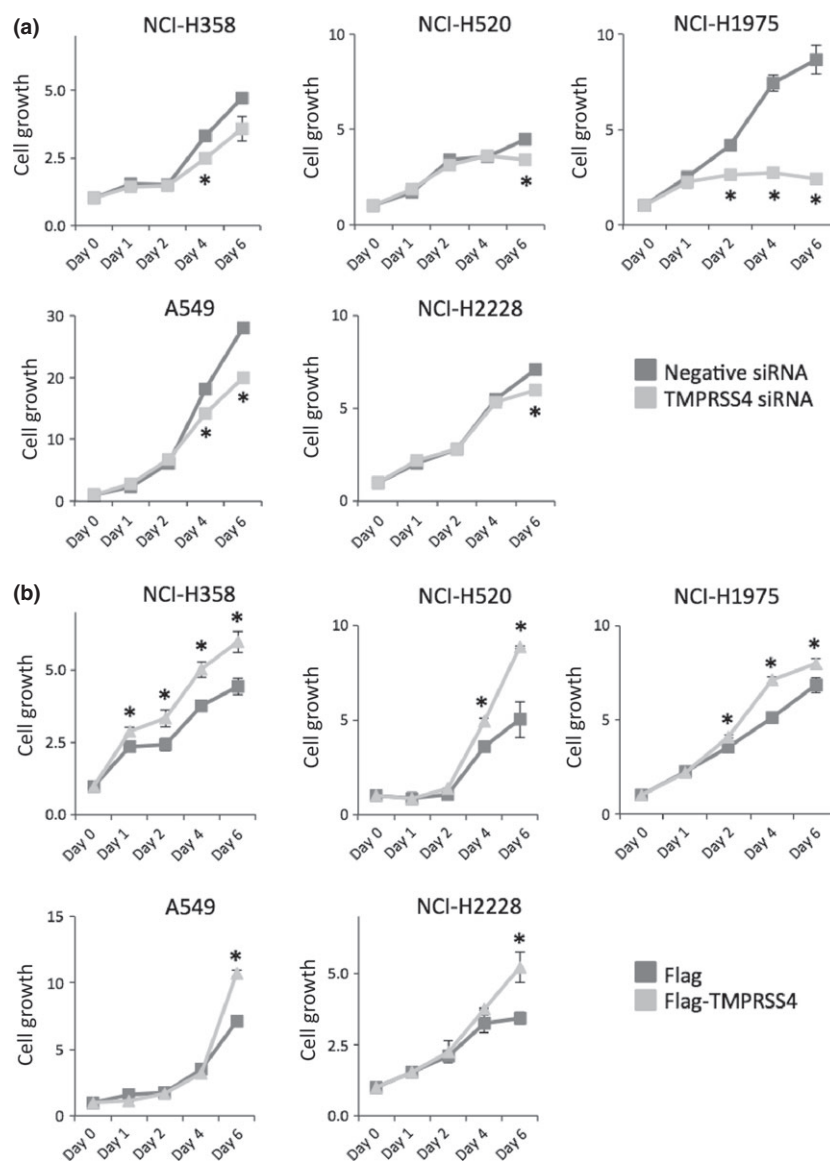 (a)
NCI-H358
Cell growth
5.0
2.5
0.0
Day 0 Day 1 Day 2 Day 4 Day 6
*
NCI-H520
Cell growth
10
5
0
Day 0 Day 1 Day 2 Day 4 Day 6
*
NCI-H1975
Cell growth
10
5
0
Day 0 Day 1 Day 2 Day 4 Day 6
* * *
A549
Cell growth
30
20
10
0
Day 0 Day 1 Day 2 Day 4 Day 6
* *
NCI-H2228
Cell growth
10
5
0
Day 0 Day 1 Day 2 Day 4 Day 6
*
Negative siRNA
TMPRSS4 siRNA
(b)
NCI-H358
Cell growth
5.0
2.5
0.0
Day 0 Day 1 Day 2 Day 4 Day 6
* * * *
NCI-H520
Cell growth
10
5
0
Day 0 Day 1 Day 2 Day 4 Day 6
* *
NCI-H1975
Cell growth
10
5
0
Day 0 Day 1 Day 2 Day 4 Day 6
* * *
A549
Cell growth
15
10
5
0
Day 0 Day 1 Day 2 Day 4 Day 6
*
NCI-H2228
Cell growth
5.0
2.5
0.0
Day 0 Day 1 Day 2 Day 4 Day 6
*
Flag
Flag-TMPRSS4